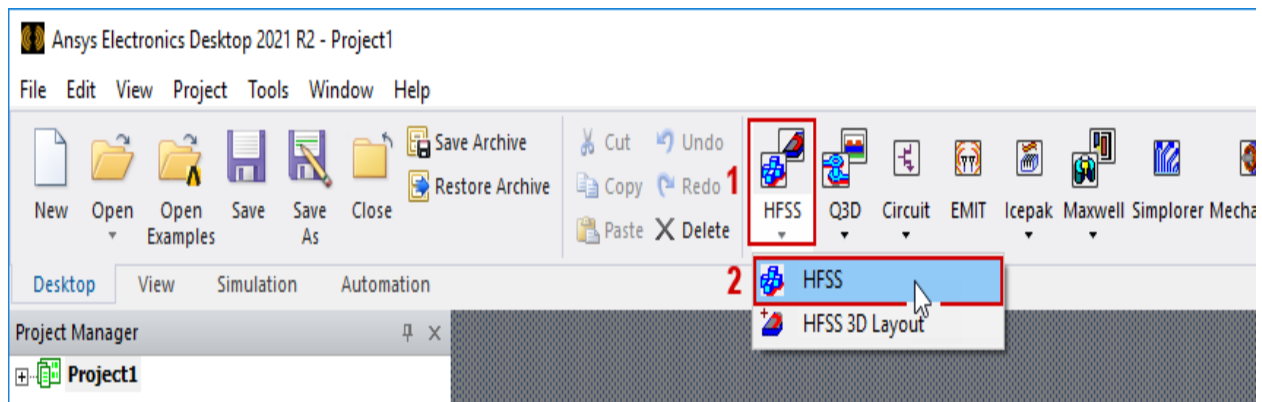 Ansys Electronics Desktop 2021 R2 - Project1
File Edit View Project Tools Window Help
Save Archive
Restore Archive
New
Open
Open
Examples
Save
Save
As
Close
Cut
Undo
Copy
Redo
Paste
Delete
1
HFSS
Q3D
Circuit
EMIT
Icepak
Maxwell
Simplorer
Mecha
Desktop View Simulation Automation
2
HFSS
HFSS 3D Layout
Project Manager
Project1